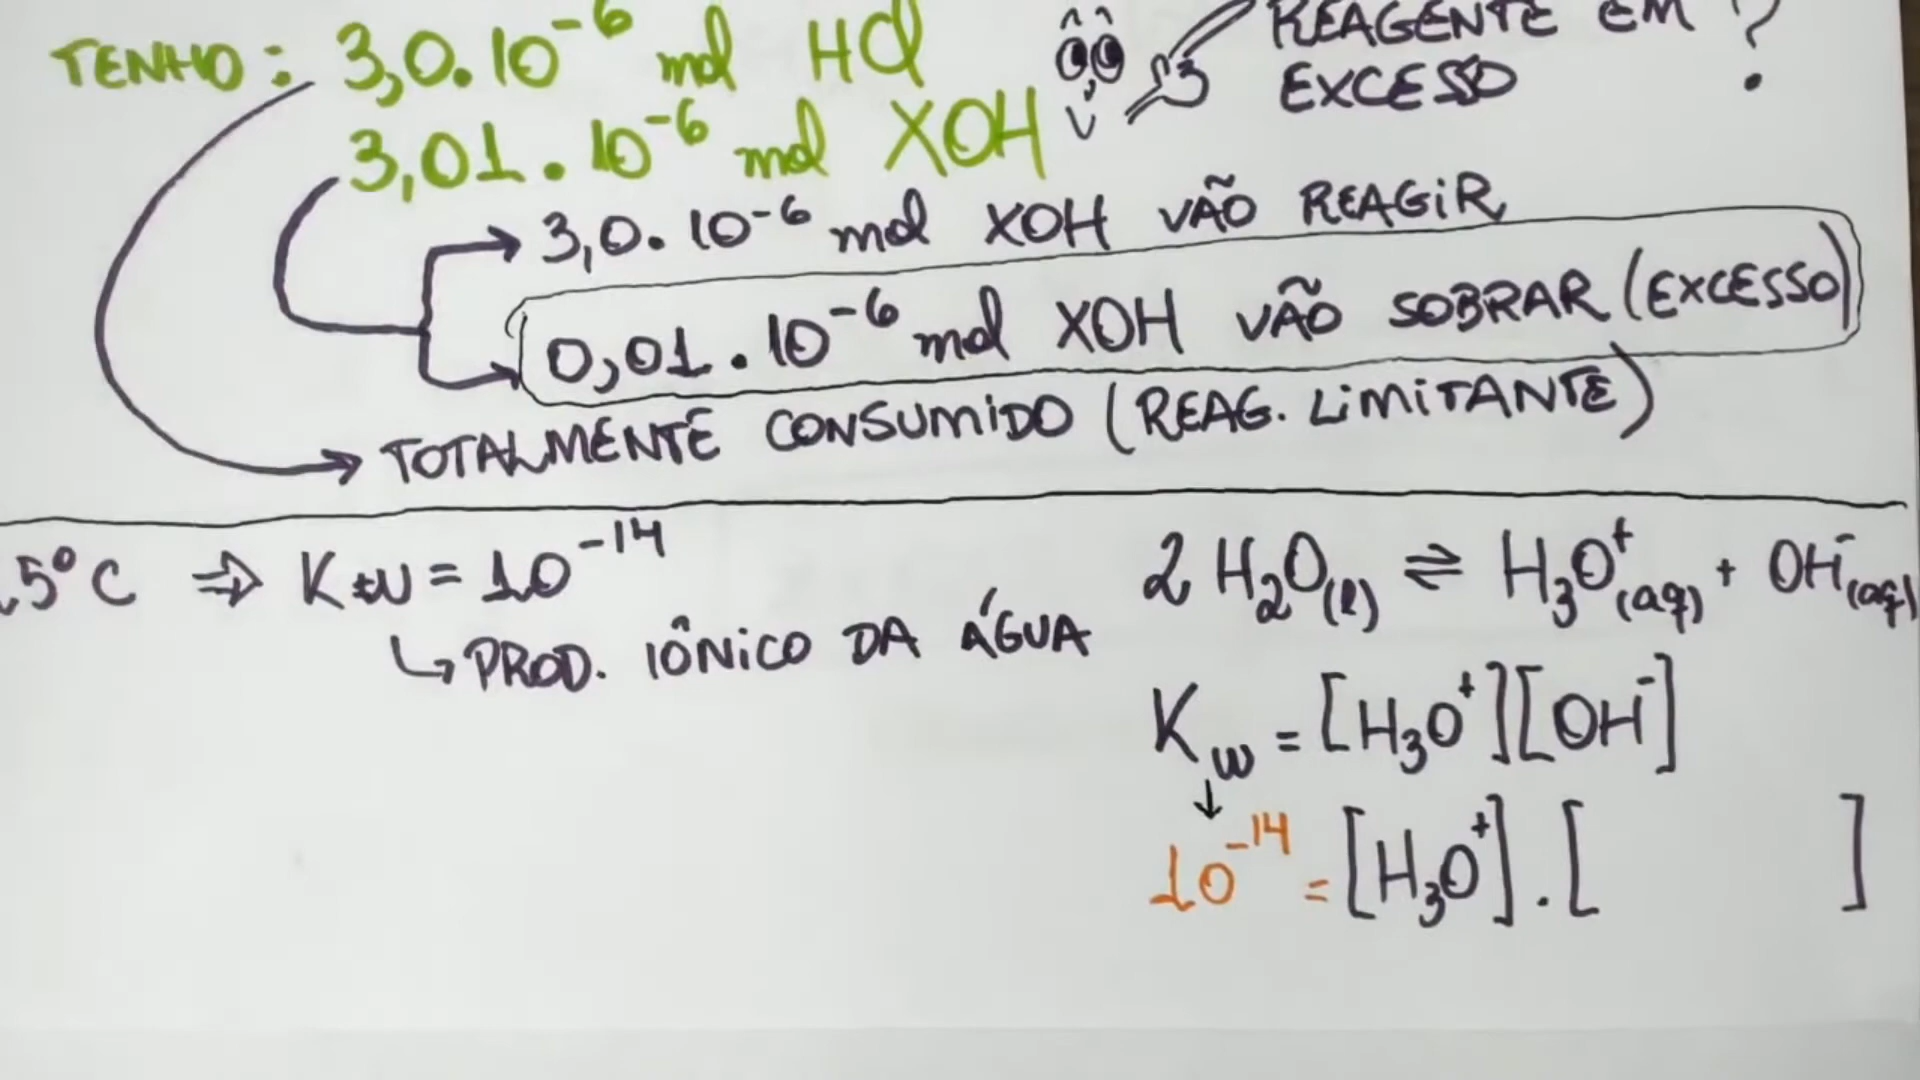 TENHO: 3,0.10⁻⁶ mol HCl
3,01.10⁻⁶ mol XOH
REAGENTE EM EXCESSO ?
3,0.10⁻⁶ mol XOH VÃO REAGIR
0,01.10⁻⁶ mol XOH VÃO SOBRAR (EXCESSO)
TOTALMENTE CONSUMIDO (REAG. LIMITANTE)
5°C ⇒ Kw = 10⁻¹⁴
↳ PROD. IÔNICO DA ÁGUA
2 H₂O(l) ⇌ H₃O⁺(aq) + OH⁻(aq)
Kw = [H₃O⁺][OH⁻]
10⁻¹⁴ = [H₃O⁺] . [ ]